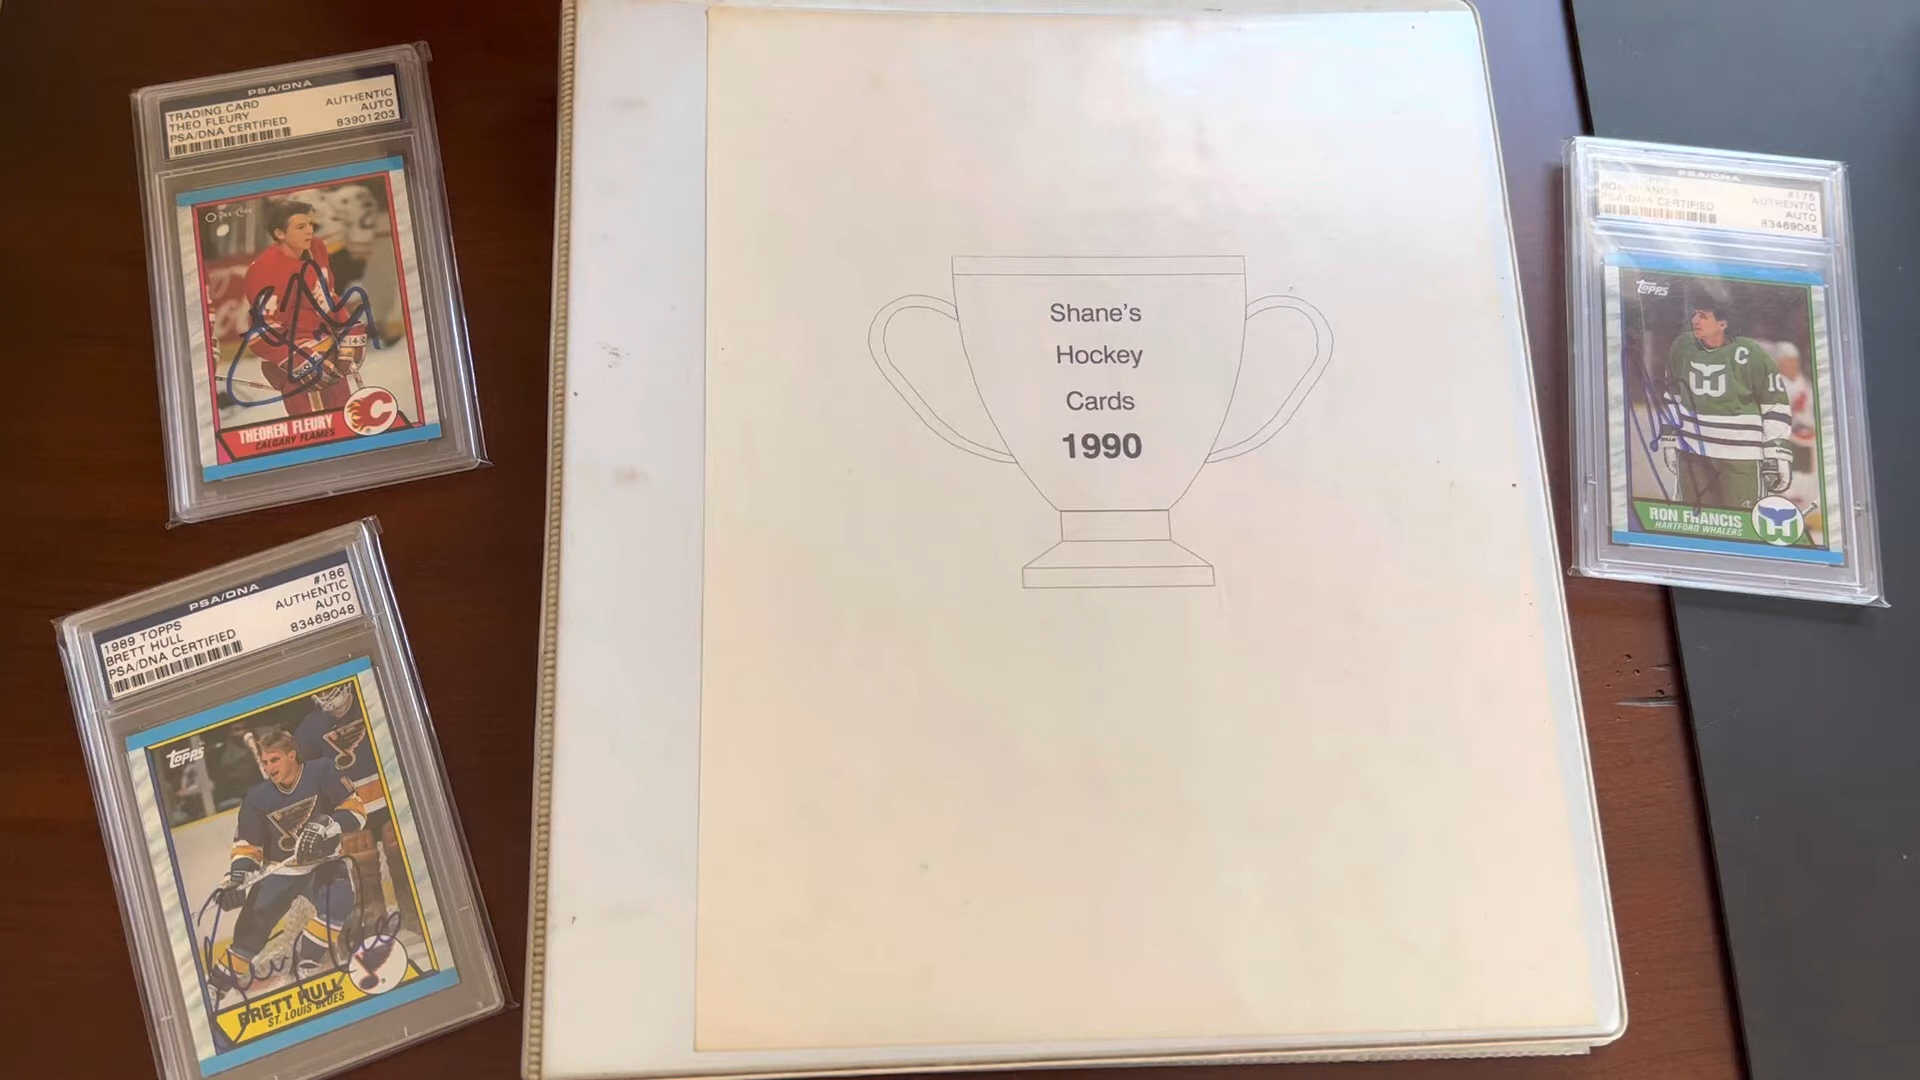 PSA/DNA
TRADING CARD
THEO FLEURY
PSA/DNA CERTIFIED
AUTHENTIC
AUTO
83901203
O-Pee-Chee
THEOREN FLEURY
CALGARY FLAMES
PSA/DNA
1989 TOPPS
BRETT HULL
PSA/DNA CERTIFIED
#186
AUTHENTIC
AUTO
83469048
topps
BRETT HULL
ST. LOUIS BLUES
Shane's
Hockey
Cards
1990
PSA/DNA
TOPPS
RON FRANCIS
PSA/DNA CERTIFIED
#175
AUTHENTIC
AUTO
83469045
topps
C
10
RON FRANCIS
HARTFORD WHALERS